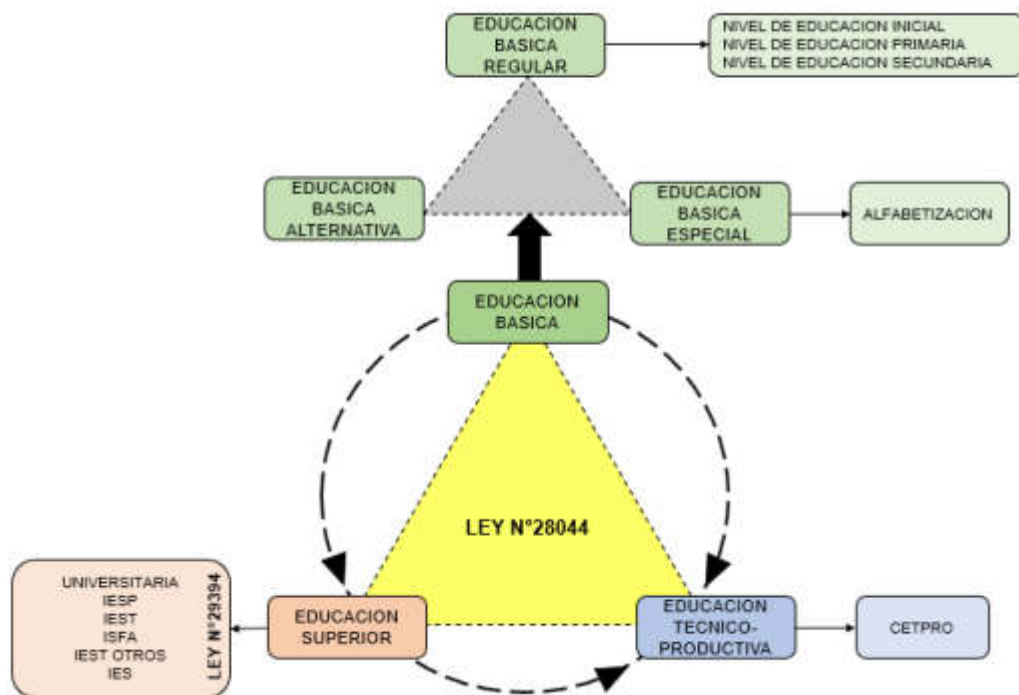 EDUCACION
BASICA
REGULAR
NIVEL DE EDUCACION INICIAL
NIVEL DE EDUCACION PRIMARIA
NIVEL DE EDUCACION SECUNDARIA
EDUCACION
BASICA
ALTERNATIVA
EDUCACION
BASICA
ESPECIAL
ALFABETIZACION
EDUCACION
BASICA
LEY N°28044
UNIVERSITARIA
IESP
IEST
ISFA
IEST OTROS
IES
LEY N°29394
EDUCACION
SUPERIOR
EDUCACION
TECNICO-
PRODUCTIVA
CETPRO